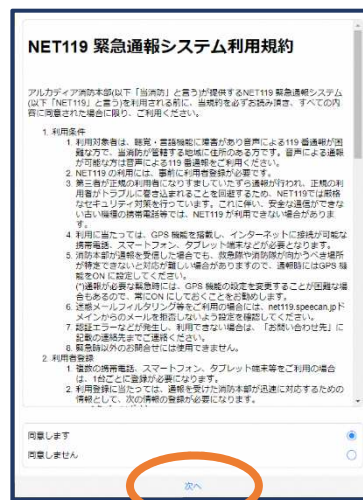 NET119 緊急通報システム利用規約
アルカディア消防本部(以下「当消防」と言う)が提供するNET119 緊急通報システム
(以下「NET119」と言う)を利用される前に、当規約を必ずお読み頂き、すべての内
容に同意された場合に限り、ご利用ください。
1. 利用条件
1. 利用対象者は、聴覚・言語機能に障害があり音声による119 番通報が困
難な方で、当消防が管轄する地域に住所のある方です。音声による通報
が可能な方は音声による119 番通報をご利用ください。
2. NET119 の利用には、事前に利用者登録が必要です。
3. 第三者が正規の利用者になりすましていたずら通報が行われ、正規の利
用者がトラブルに巻き込まれることを回避するため、NET119では厳格
なセキュリティ対策を行っています。これに伴い、安全な通信ができな
い古い機種の携帯電話等では、NET119 が利用できない場合がありま
す。
4. 利用に当たっては、GPS 機能を搭載し、インターネットに接続が可能な
携帯電話、スマートフォン、タブレット端末などが必要となります。
5. 消防本部が通報を受信した場合でも、救急隊や消防隊が向かうべき場所
が特定できないと対応が難しい場合がありますので、通報時にはGPS 機
能をON に設定してください。
(*)通報が必要な緊急時には、GPS 機能の設定を変更することが困難な場
合もあるので、常にON にしておくことをお勧めします。
6. 迷惑メールフィルタリング等をご利用の場合には、net119.speecan.jpド
メインからのメールを拒否しないよう設定を確認してください。
7. 認証エラーなどが発生し、利用できない場合は、「お問い合わせ先」に
記載の連絡先までご連絡ください。
8. 緊急時以外のお問合せには使用できません。
2. 利用者登録
1. 複数の携帯電話、スマートフォン、タブレット端末等をご利用の場合
は、1台ごとに登録が必要になります。
2. 利用登録に当たっては、通報を受けた消防本部が迅速に対応するための
情報として、次の情報の登録が必要になります。
同意します
同意しません
次へ